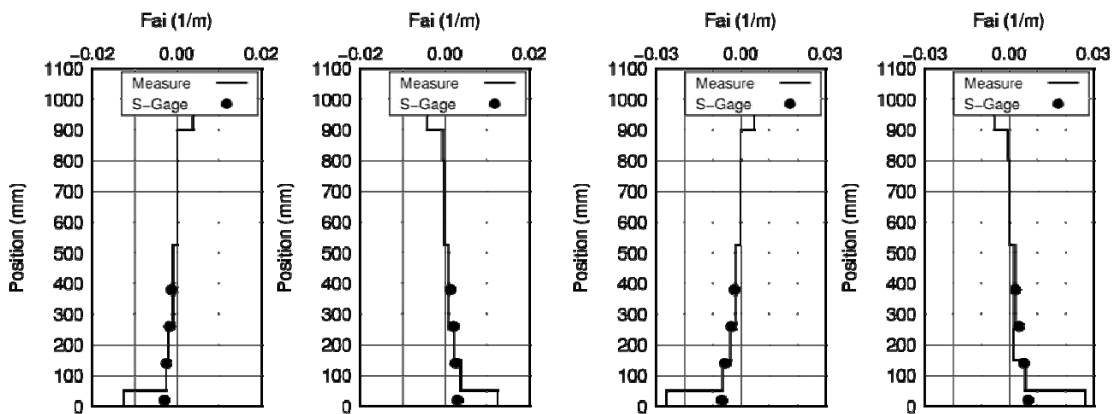 Fai (1/m) Fai (1/m) Fai (1/m) Fai (1/m)
−0.02 0.00 0.02 −0.02 0.00 0.02 −0.03 0.00 0.03 −0.03 0.00 0.03
1100 1100 1100 1100
Measure Measure Measure Measure
1000 1000 1000 1000
S−Gage S−Gage S−Gage S−Gage
900 900 900 900
800 800 800 800
700 700 700 700
600 600 600 600
Position (mm) Position (mm) Position (mm) Position (mm)
500 500 500 500
400 400 400 400
300 300 300 300
200 200 200 200
100 100 100 100
0 0 0 0